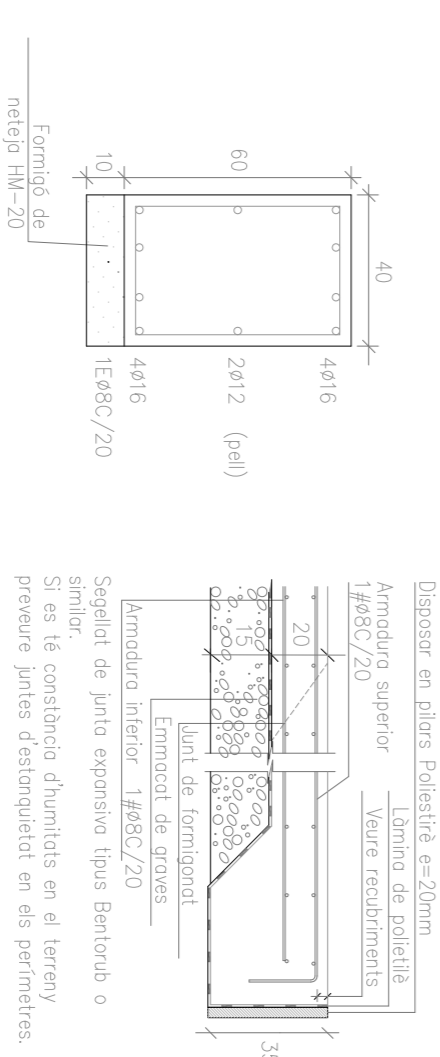 60
40
10
4ø16
2ø12 (pell)
4ø16
1Eø8C/20
Formigó de
neteja HM-20
Disposar en pilars Poliestirè e=20mm
Làmina de polietilè
Veure recubriments
Armadura superior
1#ø8C/20
20
15
Junt de formigonat
Emmacat de graves
Armadura inferior 1#ø8C/20
Segellat de junta expansiva tipus Bentorub o
similar.
Si es té constància d'humitats en el terreny
preveure juntes d'estanquietat en els perímetres.